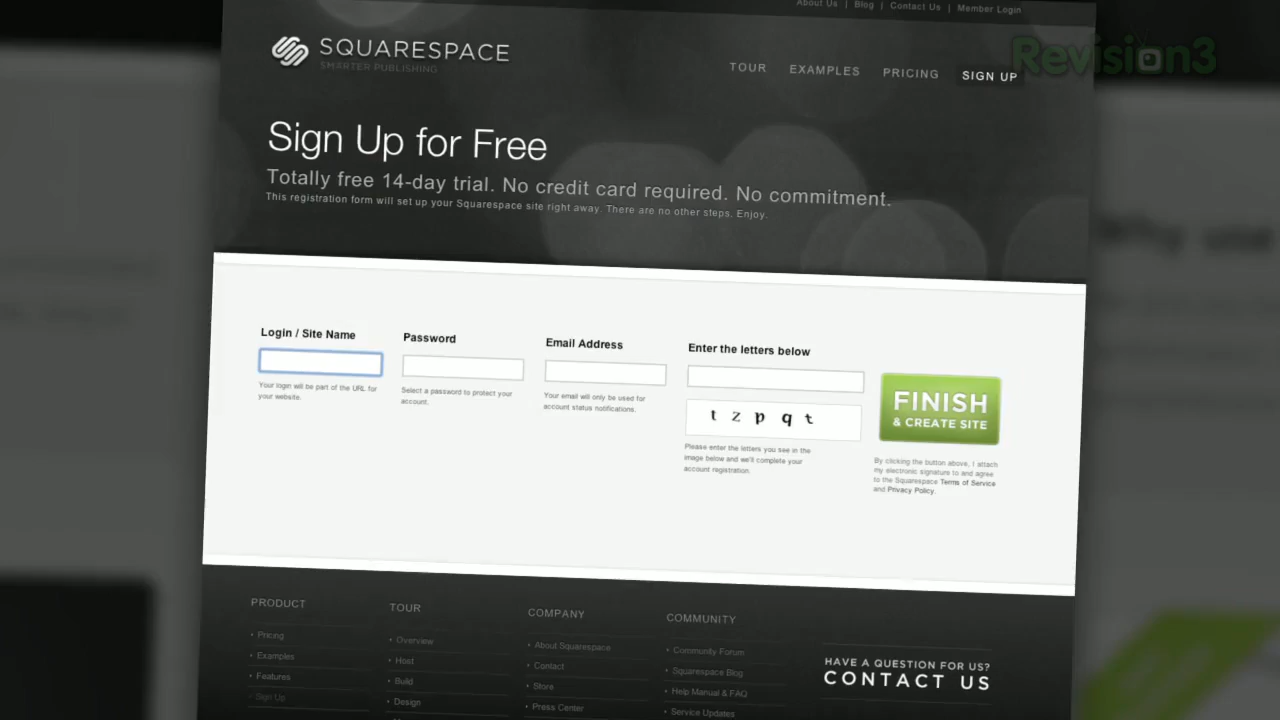 About Us | Blog | Contact Us | Member Login
SQUARESPACE
SMARTER PUBLISHING
Revision3
TOUR EXAMPLES PRICING SIGN UP
Sign Up for Free
Totally free 14-day trial. No credit card required. No commitment.
This registration form will set up your Squarespace site right away. There are no other steps. Enjoy.
Login / Site Name
Your login will be part of the URL for
your website.
Password
Select a password to protect your
account.
Email Address
Your email will only be used for
account status notifications.
Enter the letters below
t z p q t
Please enter the letters you see in the
image below and we'll complete your
account registration.
FINISH
& CREATE SITE
By clicking the button above, I attach
my electronic signature to and agree
to the Squarespace Terms of Service
and Privacy Policy.
PRODUCT
• Pricing
• Examples
• Features
• Sign Up
TOUR
• Overview
• Host
• Build
• Design
COMPANY
• About Squarespace
• Contact
• Store
• Press Center
COMMUNITY
• Community Forum
• Squarespace Blog
• Help Manual & FAQ
• Service Updates
HAVE A QUESTION FOR US?
CONTACT US